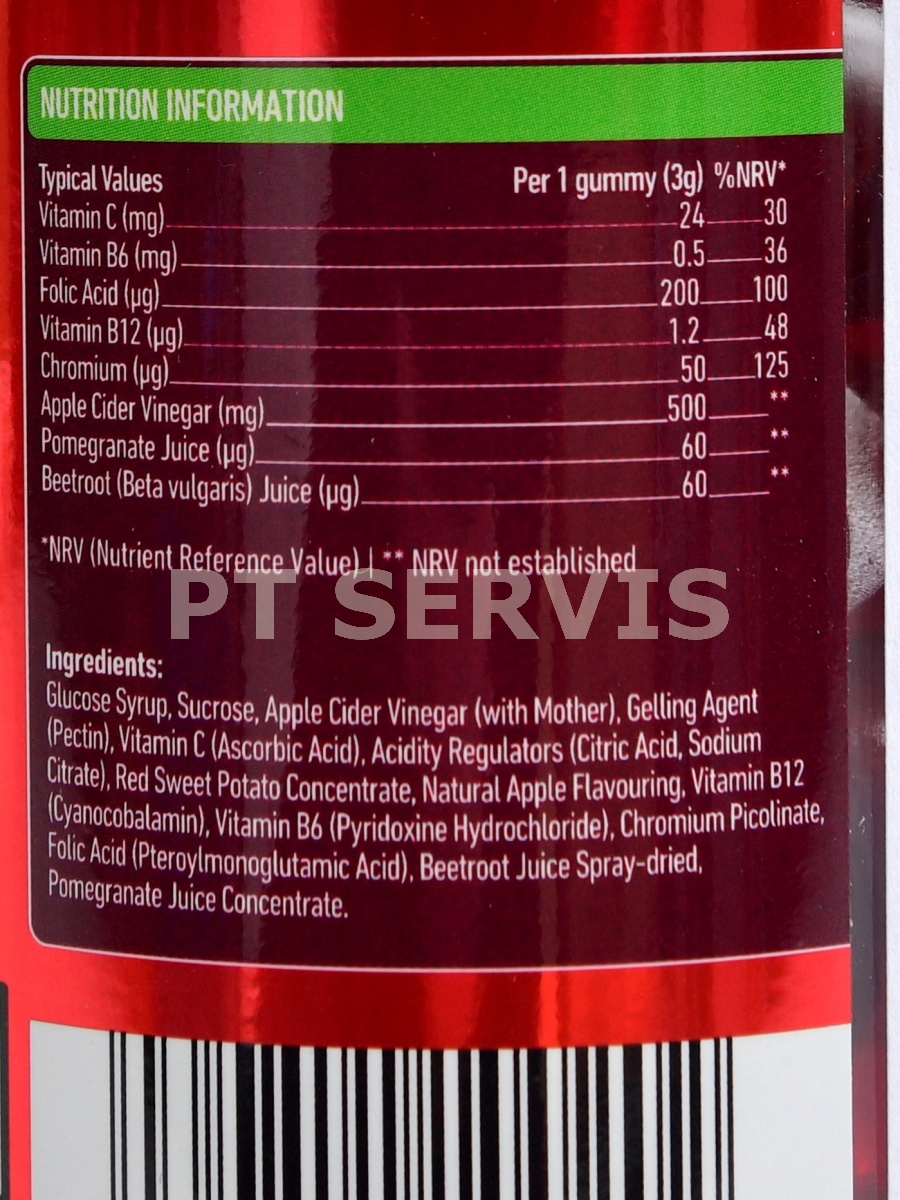 NUTRITION INFORMATION
Typical Values Per 1 gummy (3g) %NRV*
Vitamin C (mg) 24 30
Vitamin B6 (mg) 0.5 36
Folic Acid (µg) 200 100
Vitamin B12 (µg) 1.2 48
Chromium (µg) 50 125
Apple Cider Vinegar (mg) 500 **
Pomegranate Juice (µg) 60 **
Beetroot (Beta vulgaris) Juice (µg) 60 **
*NRV (Nutrient Reference Value) | ** NRV not established
PT SERVIS
Ingredients:
Glucose Syrup, Sucrose, Apple Cider Vinegar (with Mother), Gelling Agent
(Pectin), Vitamin C (Ascorbic Acid), Acidity Regulators (Citric Acid, Sodium
Citrate), Red Sweet Potato Concentrate, Natural Apple Flavouring, Vitamin B12
(Cyanocobalamin), Vitamin B6 (Pyridoxine Hydrochloride), Chromium Picolinate,
Folic Acid (Pteroylmonoglutamic Acid), Beetroot Juice Spray-dried,
Pomegranate Juice Concentrate.